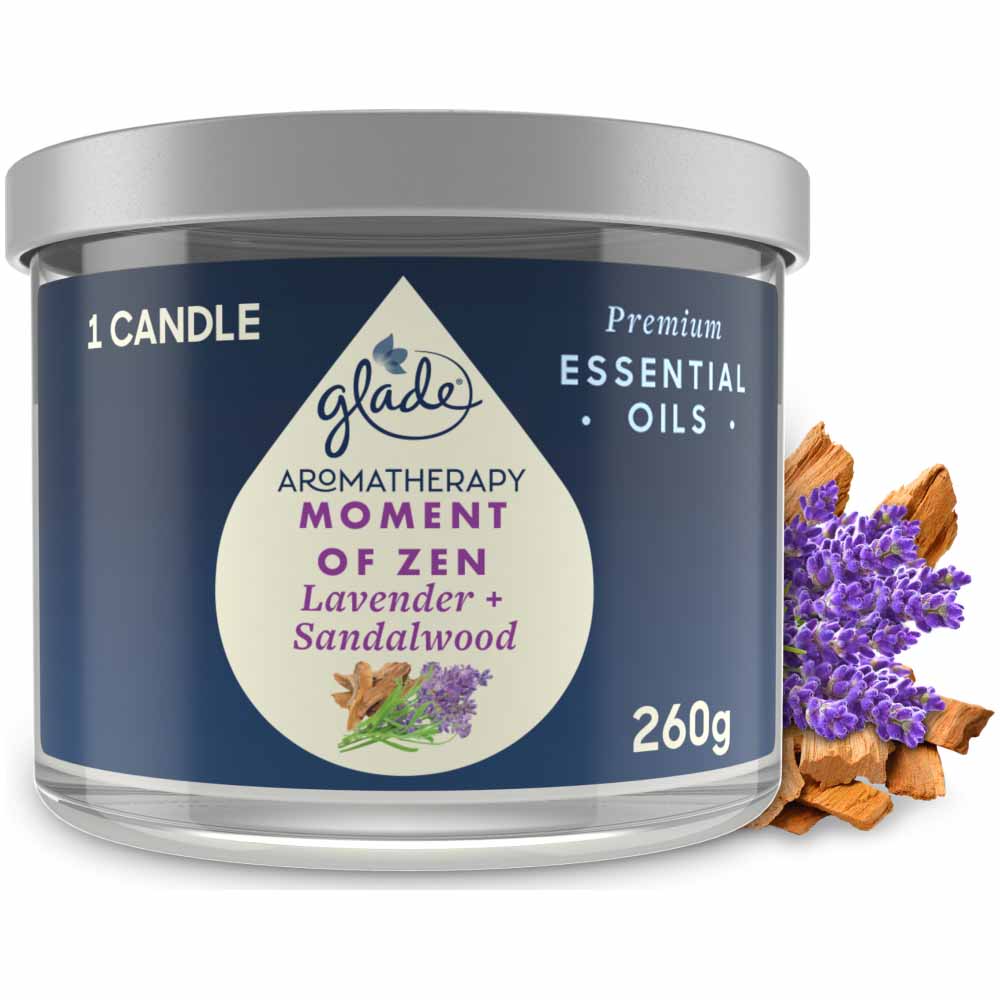 1 CANDLE
glade®
AROMATHERAPY
MOMENT
OF ZEN
Lavender +
Sandalwood
Premium
ESSENTIAL
• OILS •
260g